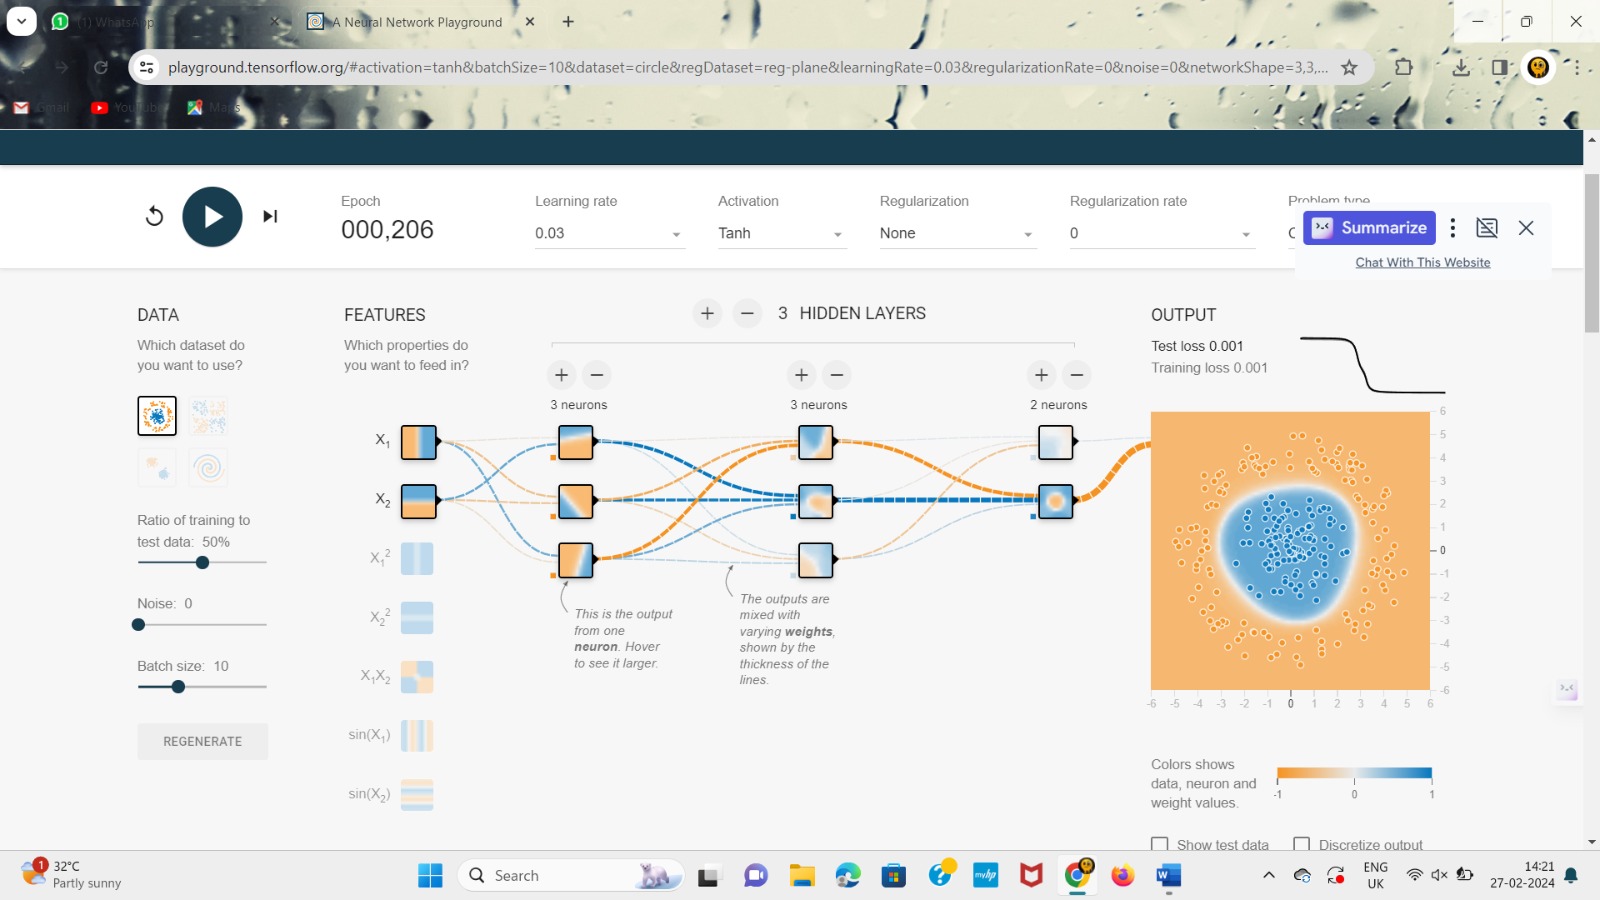 (1) WhatsApp
A Neural Network Playground
playground.tensorflow.org/#activation=tanh&batchSize=10&dataset=circle&regDataset=reg-plane&learningRate=0.03&regularizationRate=0&noise=0&networkShape=3,3,...
Gmail
YouTube
Maps
Epoch
000,206
Learning rate
0.03
Activation
Tanh
Regularization
None
Regularization rate
0
Problem type
Summarize
Chat With This Website
DATA
Which dataset do
you want to use?
Ratio of training to
test data: 50%
Noise: 0
Batch size: 10
REGENERATE
FEATURES
Which properties do
you want to feed in?
X1
X2
X1²
X2²
X1X2
sin(X1)
sin(X2)
+ − 3 HIDDEN LAYERS
+ −
3 neurons
+ −
3 neurons
+ −
2 neurons
This is the output
from one
neuron. Hover
to see it larger.
The outputs are
mixed with
varying weights,
shown by the
thickness of the
lines.
OUTPUT
Test loss 0.001
Training loss 0.001
6
5
4
3
2
1
0
-1
-2
-3
-4
-5
-6
-6 -5 -4 -3 -2 -1 0 1 2 3 4 5 6
Colors shows
data, neuron and
weight values.
-1 0 1
Show test data
Discretize output
1
32°C
Partly sunny
Search
myhp
ENG
UK
14:21
27-02-2024